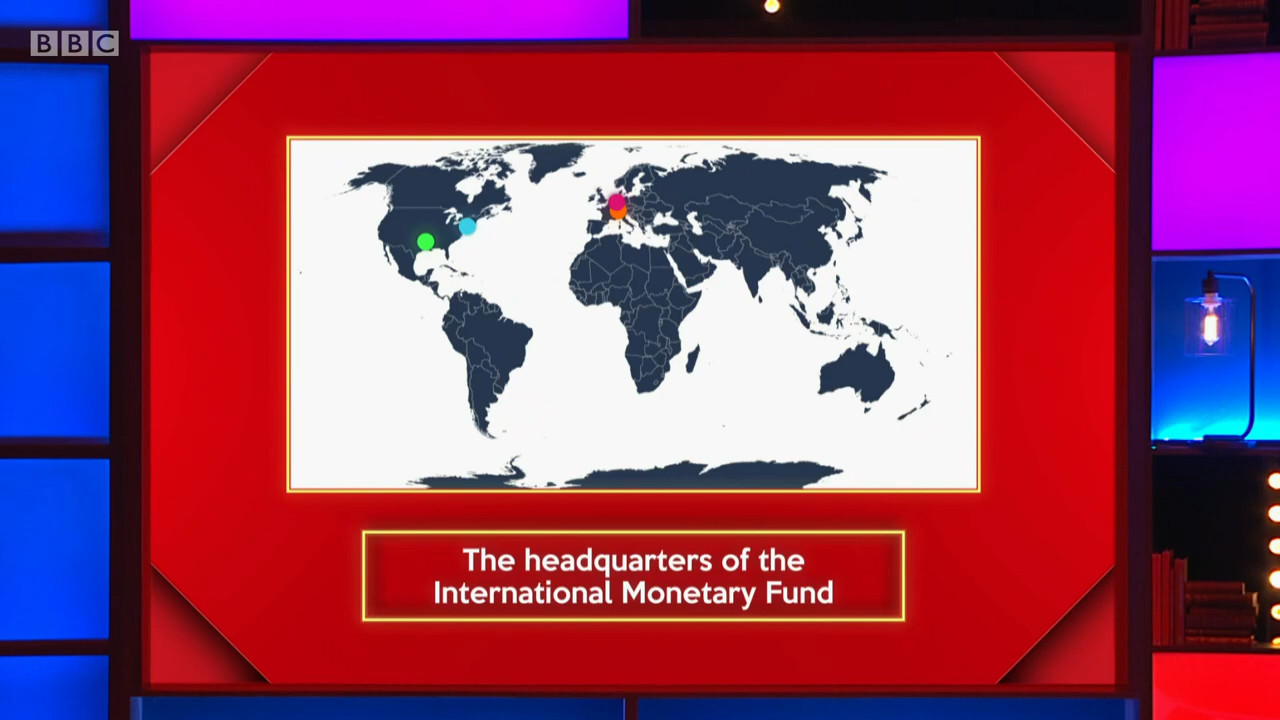 BBC
The headquarters of the
International Monetary Fund